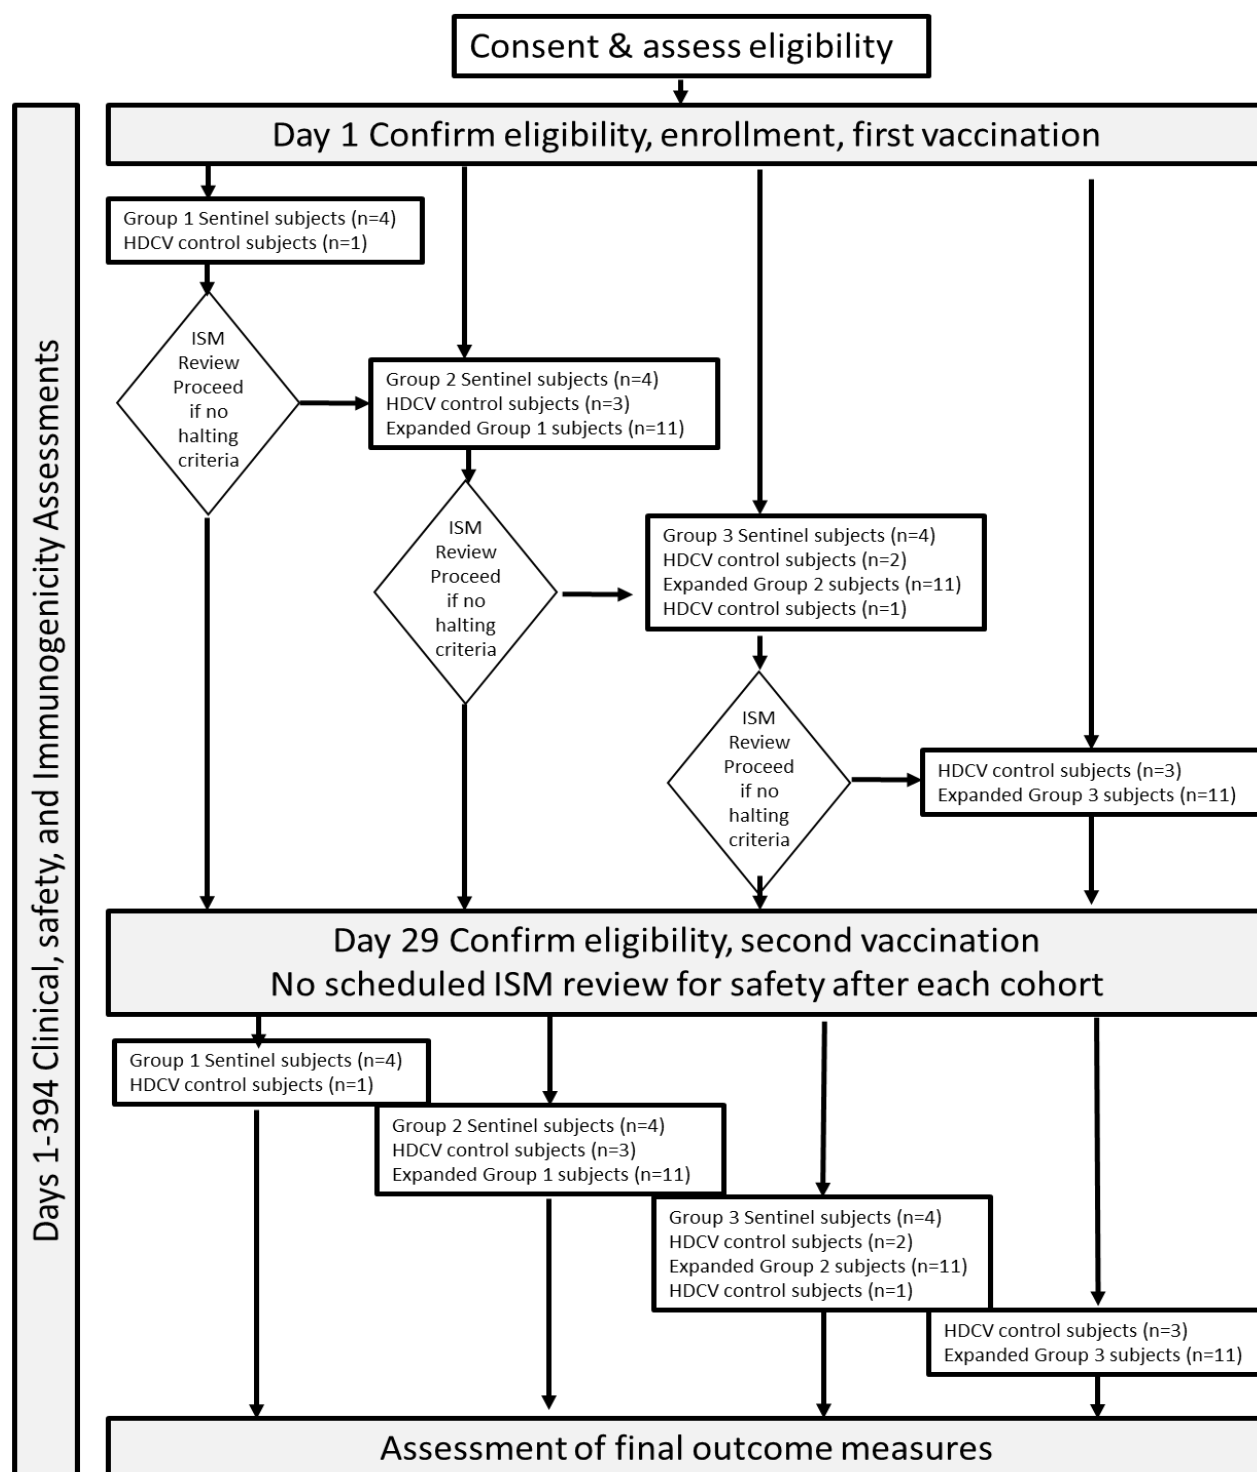 Consent & assess eligibility
Day 1 Confirm eligibility, enrollment, first vaccination
Days 1-394 Clinical, safety, and Immunogenicity Assessments
Group 1 Sentinel subjects (n=4)
HDCV control subjects (n=1)
ISM
Review
Proceed
if no
halting
criteria
Group 2 Sentinel subjects (n=4)
HDCV control subjects (n=3)
Expanded Group 1 subjects (n=11)
ISM
Review
Proceed
if no
halting
criteria
Group 3 Sentinel subjects (n=4)
HDCV control subjects (n=2)
Expanded Group 2 subjects (n=11)
HDCV control subjects (n=1)
ISM
Review
Proceed
if no
halting
criteria
HDCV control subjects (n=3)
Expanded Group 3 subjects (n=11)
Day 29 Confirm eligibility, second vaccination
No scheduled ISM review for safety after each cohort
Group 1 Sentinel subjects (n=4)
HDCV control subjects (n=1)
Group 2 Sentinel subjects (n=4)
HDCV control subjects (n=3)
Expanded Group 1 subjects (n=11)
Group 3 Sentinel subjects (n=4)
HDCV control subjects (n=2)
Expanded Group 2 subjects (n=11)
HDCV control subjects (n=1)
HDCV control subjects (n=3)
Expanded Group 3 subjects (n=11)
Assessment of final outcome measures